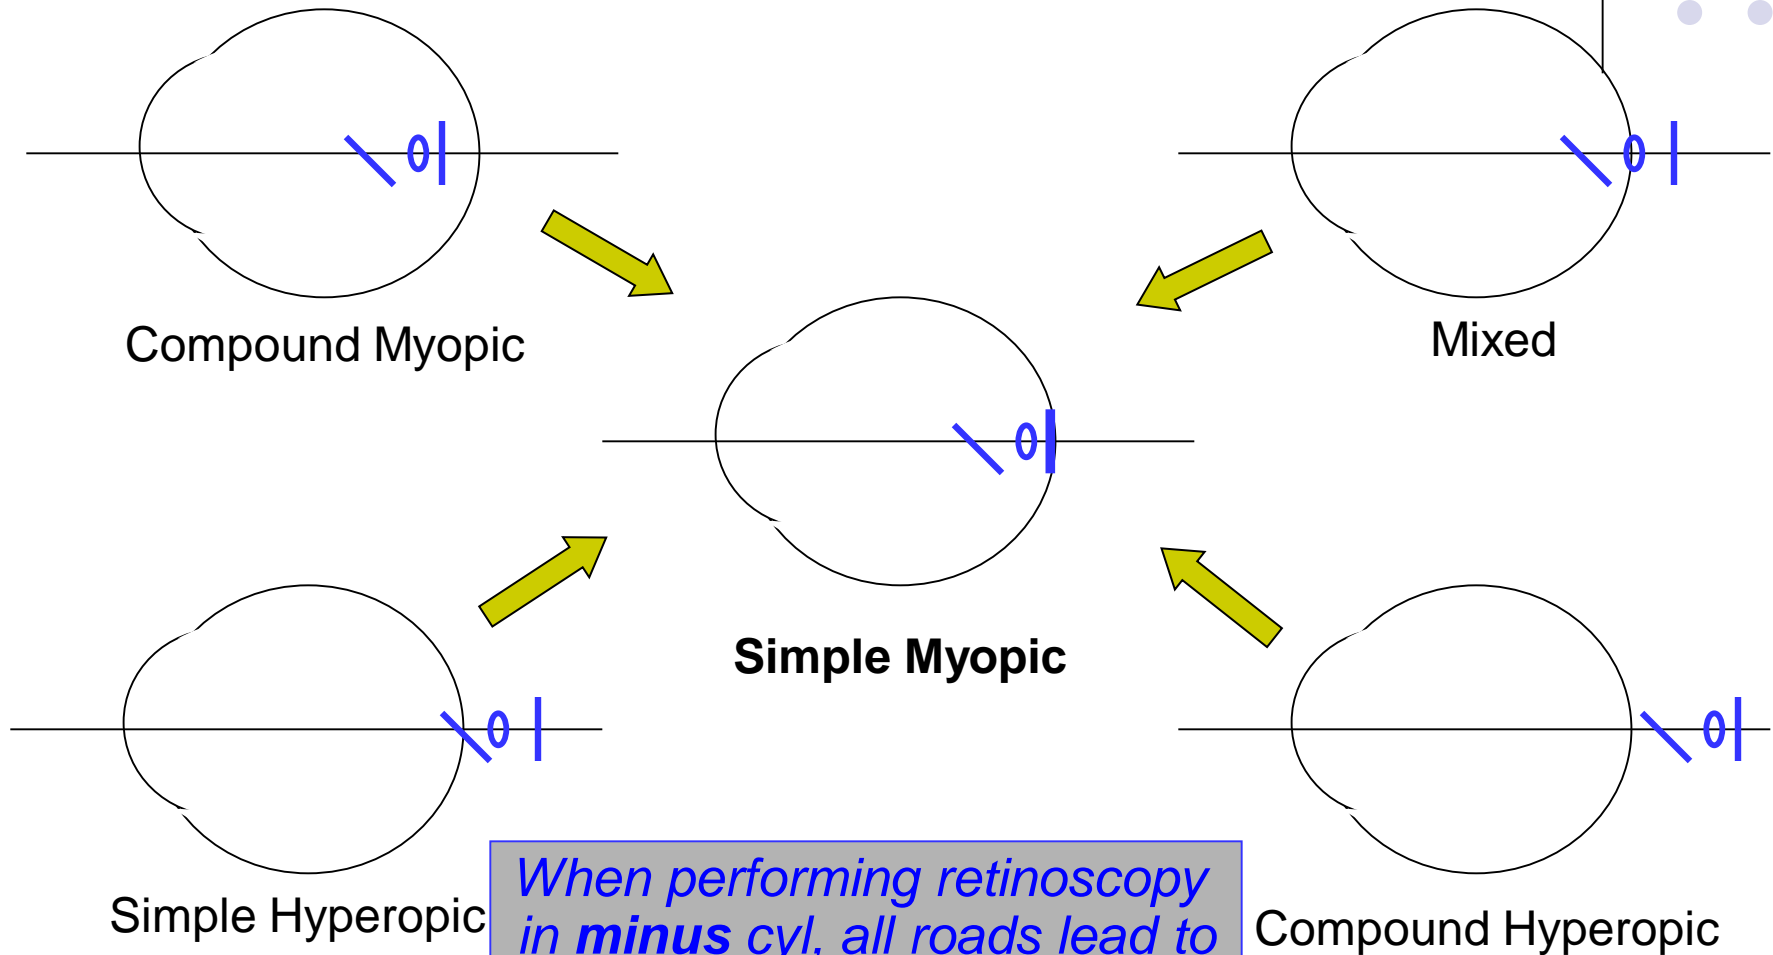 Compound Myopic
Mixed
Simple Myopic
Simple Hyperopic
When performing retinoscopy
in minus cyl, all roads lead to
Compound Hyperopic